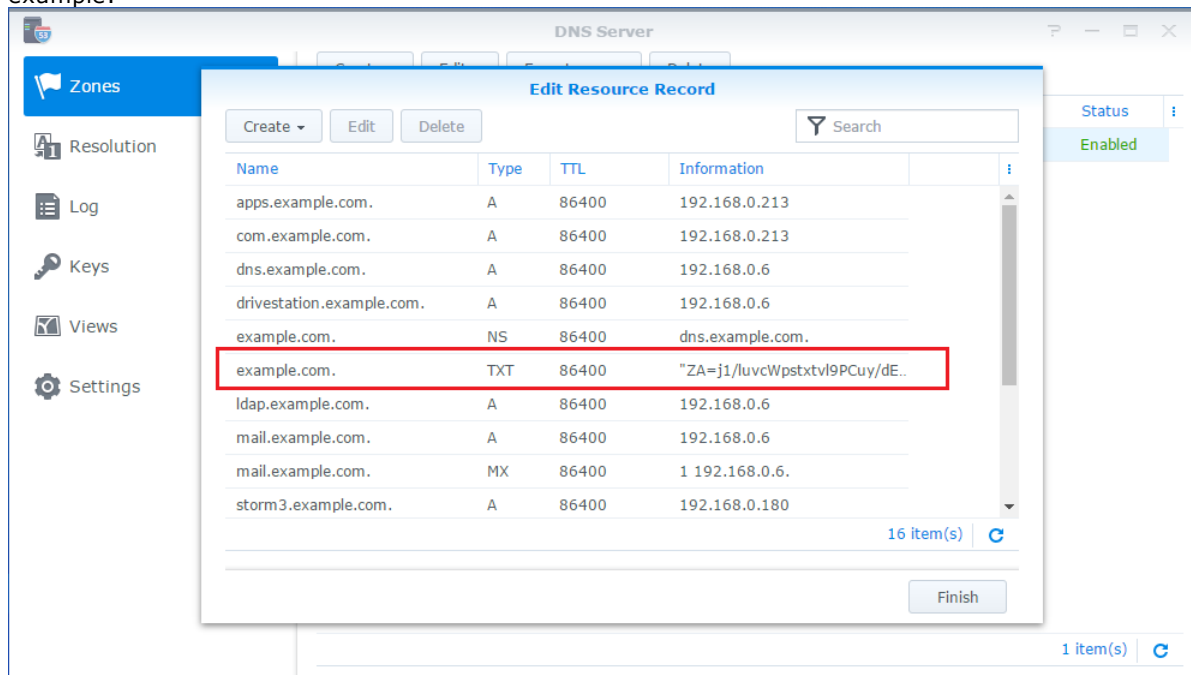 example:
DNS Server
Zones
Edit Resource Record
Status
Create Edit Delete Search
Resolution
Enabled
Name Type TTL Information
apps.example.com. A 86400 192.168.0.213
Log
com.example.com. A 86400 192.168.0.213
Keys
dns.example.com. A 86400 192.168.0.6
drivestation.example.com. A 86400 192.168.0.6
Views
example.com. NS 86400 dns.example.com.
example.com. TXT 86400 "ZA=j1/luvcWpstxtvl9PCuy/dE..
Settings
ldap.example.com. A 86400 192.168.0.6
mail.example.com. A 86400 192.168.0.6
mail.example.com. MX 86400 1 192.168.0.6.
storm3.example.com. A 86400 192.168.0.180
16 item(s)
Finish
1 item(s)